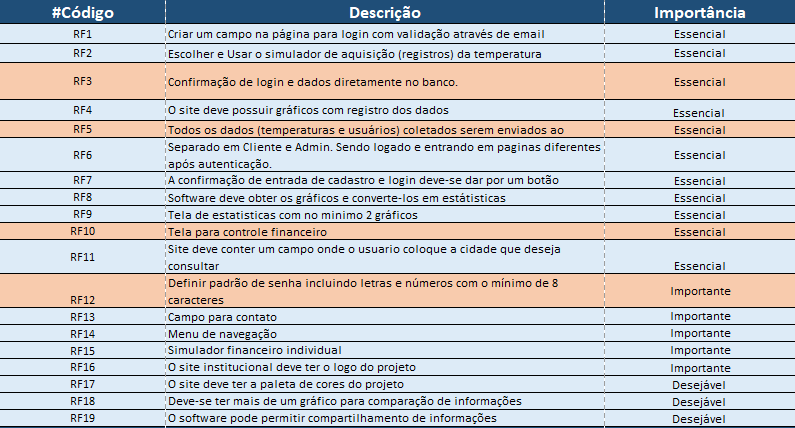 #Código Descrição Importância
RF1 Criar um campo na página para login com validação através de email Essencial
RF2 Escolher e Usar o simulador de aquisição (registros) da temperatura Essencial
RF3 Confirmação de login e dados diretamente no banco. Essencial
RF4 O site deve possuir gráficos com registro dos dados Essencial
RF5 Todos os dados (temperaturas e usuários) coletados serem enviados ao Essencial
RF6 Separado em Cliente e Admin. Sendo logado e entrando em paginas diferentes
após autenticação. Essencial
RF7 A confirmação de entrada de cadastro e login deve-se dar por um botão Essencial
RF8 Software deve obter os gráficos e converte-los em estátisticas Essencial
RF9 Tela de estatisticas com no minimo 2 gráficos Essencial
RF10 Tela para controle financeiro Essencial
RF11 Site deve conter um campo onde o usuario coloque a cidade que deseja
consultar Essencial
RF12 Definir padrão de senha incluindo letras e números com o mínimo de 8
caracteres Importante
RF13 Campo para contato Importante
RF14 Menu de navegação Importante
RF15 Simulador financeiro individual Importante
RF16 O site institucional deve ter o logo do projeto Importante
RF17 O site deve ter a paleta de cores do projeto Desejável
RF18 Deve-se ter mais de um gráfico para comparação de informações Desejável
RF19 O software pode permitir compartilhamento de informações Desejável